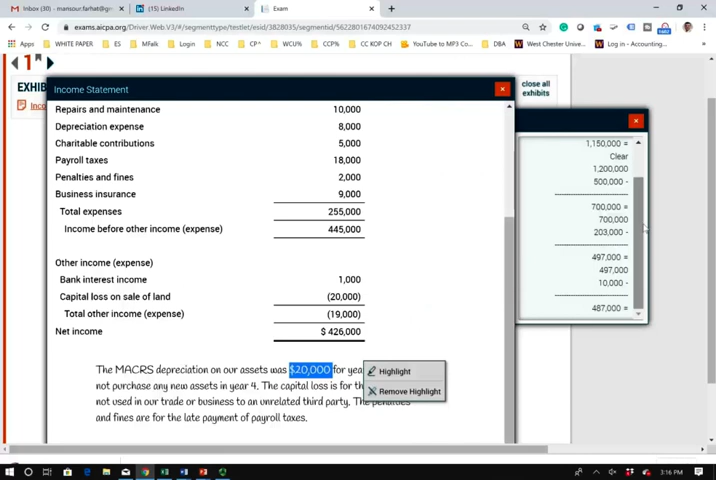 Inbox (30) - mansour.farhat@gm
(15) LinkedIn
Exam
exams.aicpa.org/Driver.Web.V3/#/segmenttype/testlet/esid/3828035/segmentid/5622801674092452337
Apps
WHITE PAPER
ES
MFalk
Login
NCC
CP^
WCU%
CCP%
CC KOP CH
YouTube to MP3 Co...
DBA
West Chester Unive...
Log in - Accounting...
1
EXHIB
Inco
close all
exhibits
Income Statement
Repairs and maintenance 10,000
Depreciation expense 8,000
Charitable contributions 5,000
Payroll taxes 18,000
Penalties and fines 2,000
Business insurance 9,000
Total expenses 255,000
Income before other income (expense) 445,000
Other income (expense)
Bank interest income 1,000
Capital loss on sale of land (20,000)
Total other income (expense) (19,000)
Net income $ 426,000
The MACRS depreciation on our assets was $20,000 for yea
not purchase any new assets in year 4. The capital loss is for th
not used in our trade or business to an unrelated third party. The penalties
and fines are for the late payment of payroll taxes.
Highlight
Remove Highlight
1,150,000 =
Clear
1,200,000
500,000 -
700,000 =
700,000
203,000 -
497,000 =
497,000
10,000 -
487,000 =
3:16 PM